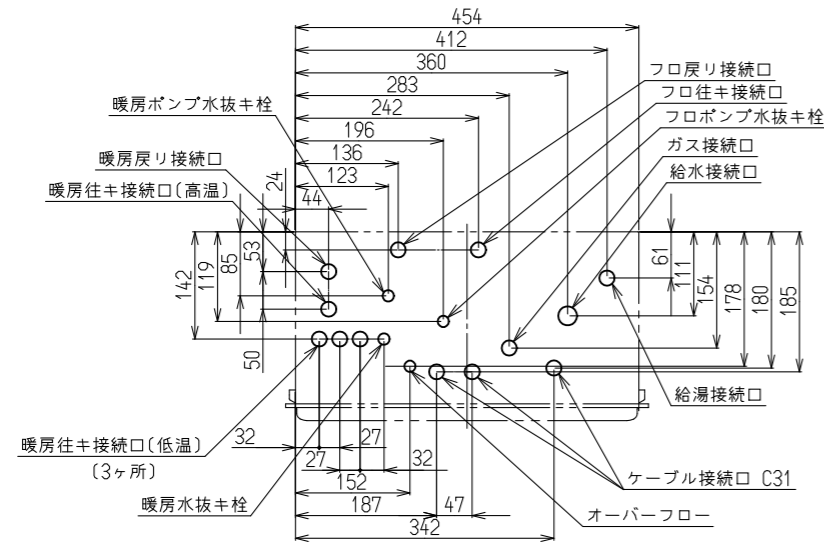 454
412
360
283
242
196
136
123
24
44
フロ戻リ接続口
フロ往キ接続口
フロポンプ水抜キ栓
ガス接続口
給水接続口
暖房ポンプ水抜キ栓
暖房戻リ接続口
暖房往キ接続口(高温)
142
119
85
53
50
61
111
154
178
180
185
給湯接続口
暖房往キ接続口(低温)
(3ヶ所)
32
27
27
32
152
187
47
342
暖房水抜キ栓
ケーブル接続口 C31
オーバーフロー